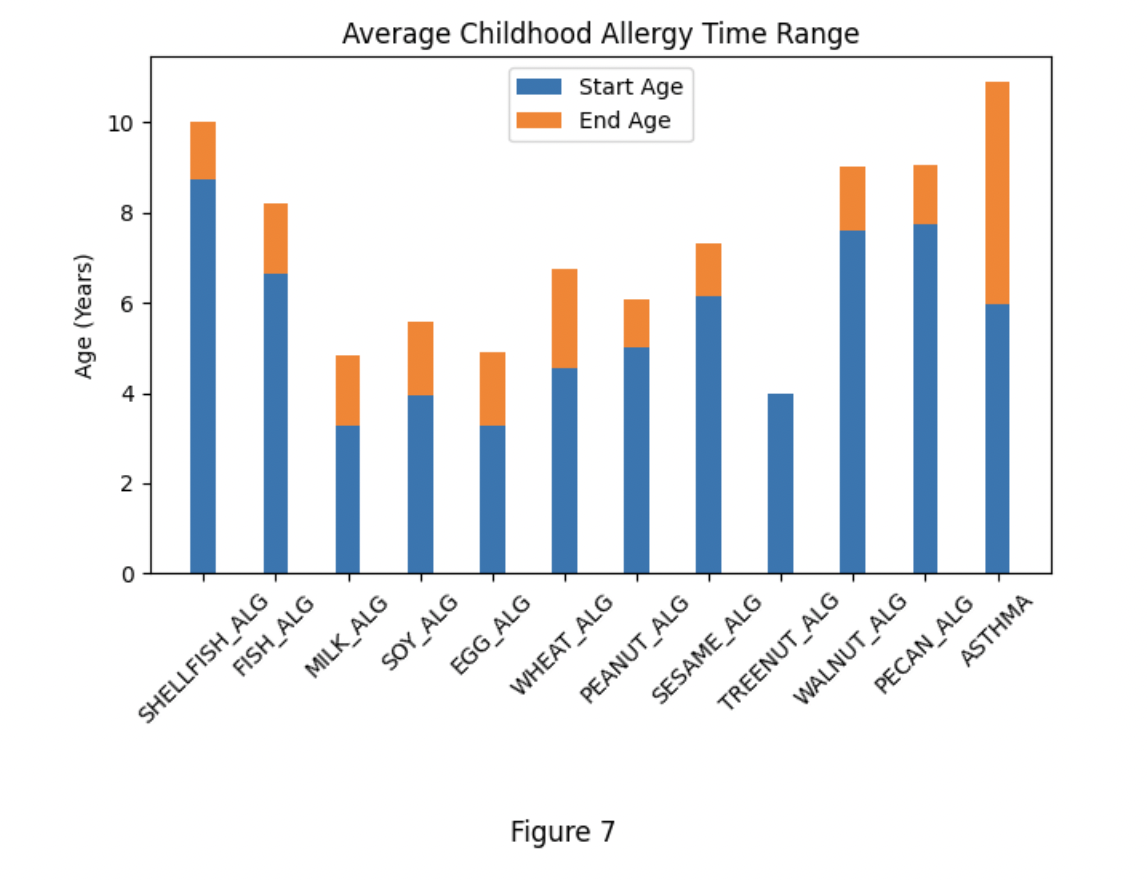 Average Childhood Allergy Time Range
Start Age
End Age
10
8
6
4
2
0
Age (Years)
SHELLFISH_ALG
FISH_ALG
MILK_ALG
SOY_ALG
EGG_ALG
WHEAT_ALG
PEANUT_ALG
SESAME_ALG
TREENUT_ALG
WALNUT_ALG
PECAN_ALG
ASTHMA
Figure 7